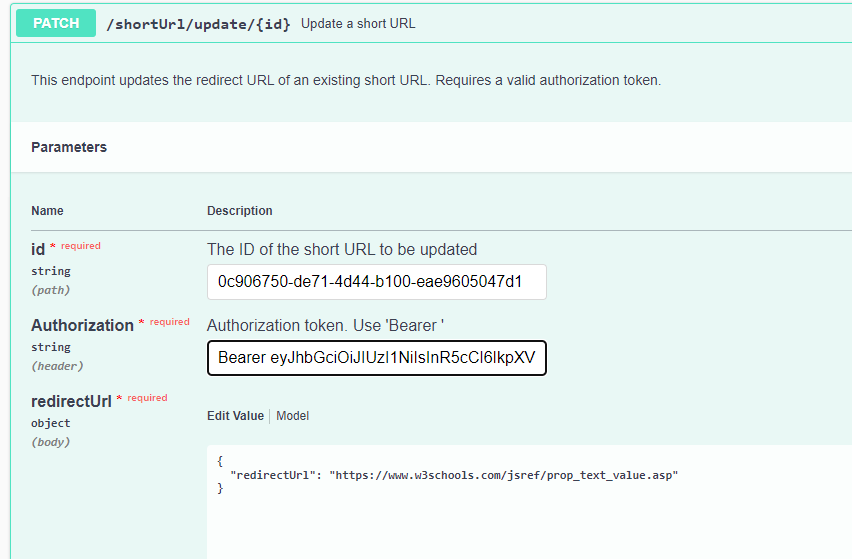 PATCH /shortUrl/update/{id} Update a short URL
This endpoint updates the redirect URL of an existing short URL. Requires a valid authorization token.
Parameters
Name Description
id * required The ID of the short URL to be updated
string 0c906750-de71-4d44-b100-eae9605047d1
(path)
Authorization * required Authorization token. Use 'Bearer '
string Bearer eyJhbGciOiJIUzI1NiIsInR5cCI6IkpXV
(header)
redirectUrl * required
object Edit Value | Model
(body)
{
"redirectUrl": "https://www.w3schools.com/jsref/prop_text_value.asp"
}